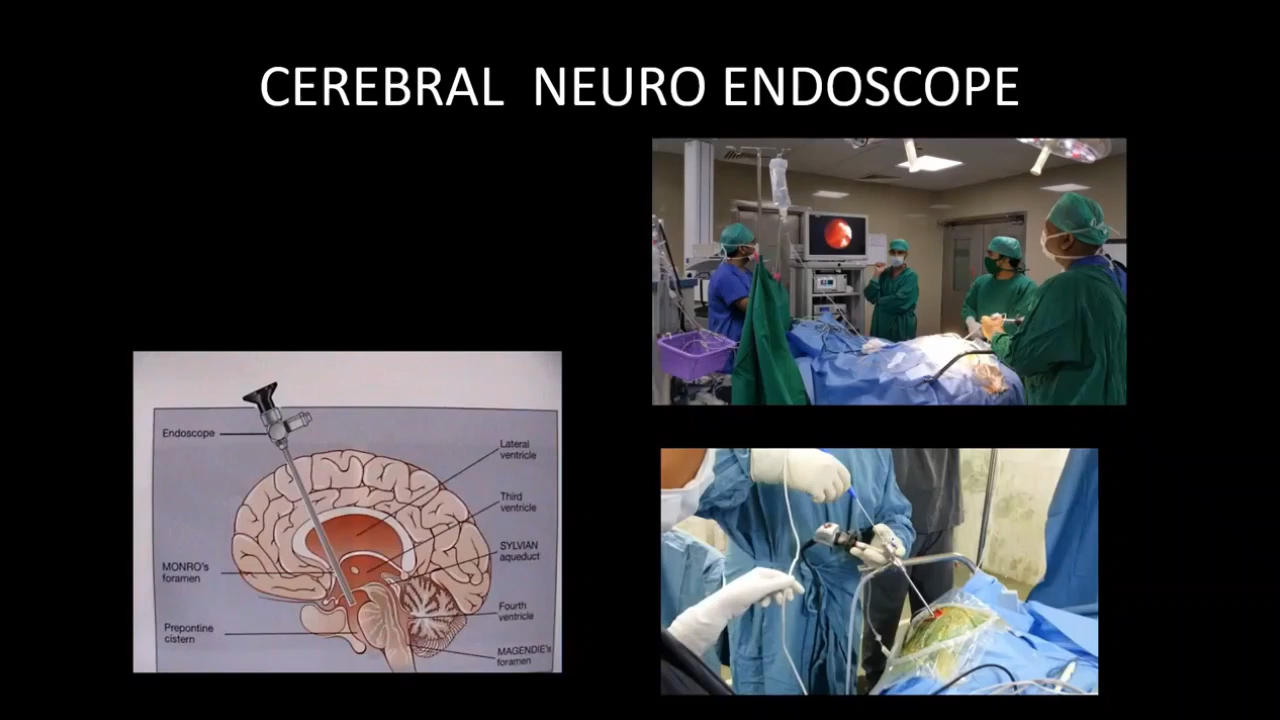 CEREBRAL NEURO ENDOSCOPE
Endoscope
MONRO's
foramen
Prepontine
cistern
Lateral
ventricle
Third
ventricle
SYLVIAN
aqueduct
Fourth
ventricle
MAGENDIE's
foramen